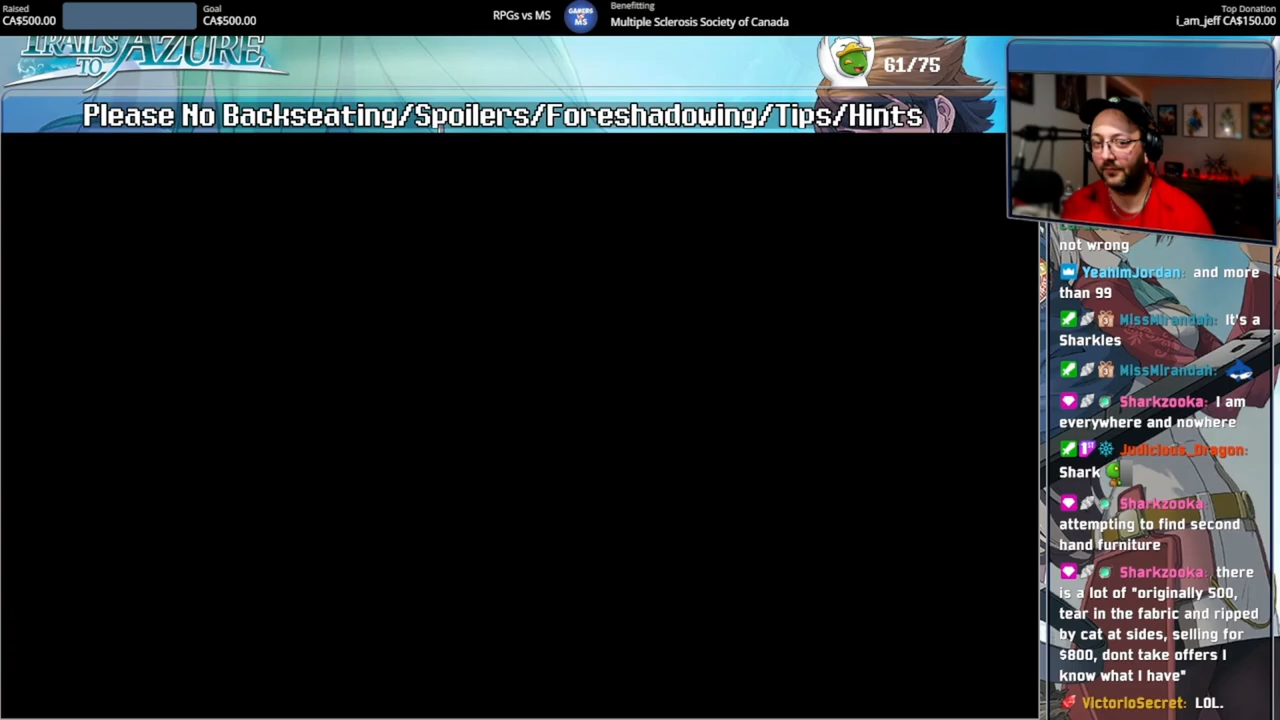 Raised
CA$500.00
Goal
CA$500.00
RPGs vs MS
GAMERS
VS
MS
Benefitting
Multiple Sclerosis Society of Canada
Top Donation
i_am_jeff CA$150.00
TRAILS
TO AZURE
61/75
Please No Backseating/Spoilers/Foreshadowing/Tips/Hints
not wrong
YeahImJordan: and more
than 99
MissMirandah: It's a
Sharkles
MissMirandah:
Sharkzooka: I am
everywhere and nowhere
Judicious_Dragon:
Shark
Sharkzooka:
attempting to find second
hand furniture
Sharkzooka: there
is a lot of "originally 500,
tear in the fabric and ripped
by cat at sides, selling for
$800, dont take offers I
know what I have"
VictorioSecret: LOL.